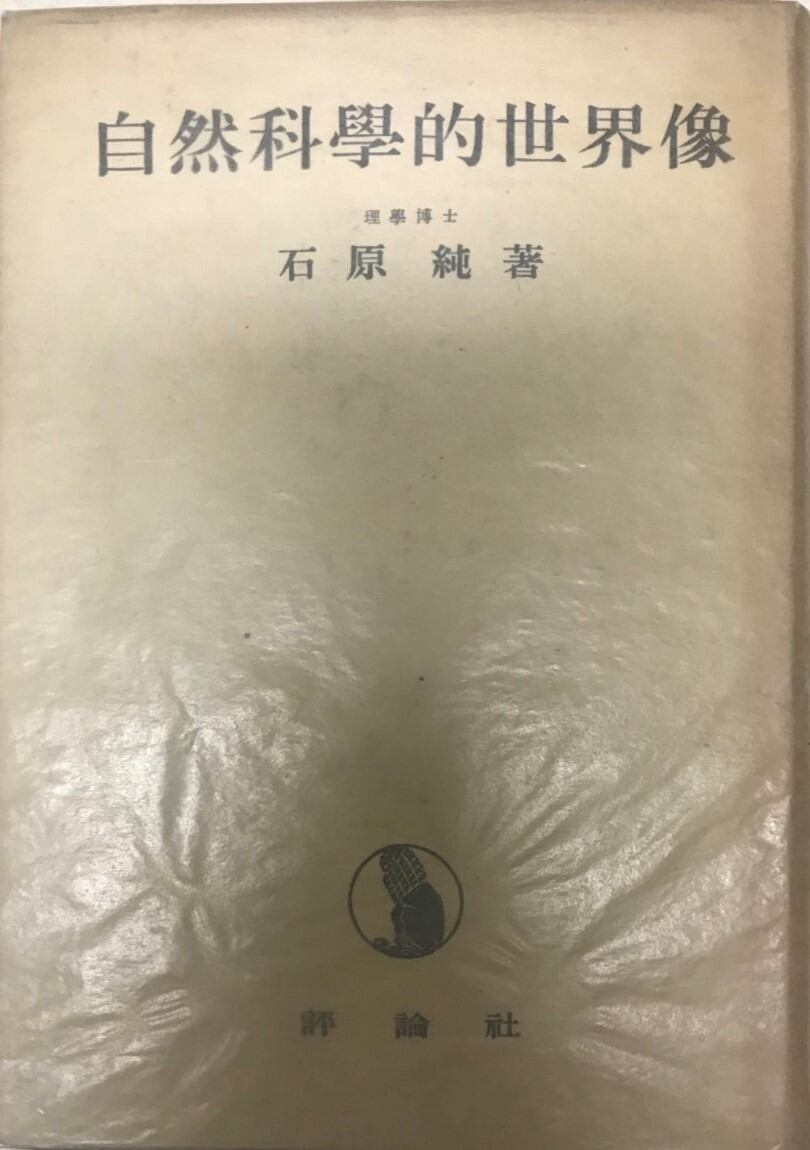 自然科學的世界像
理學博士
石原 純 著
評論社